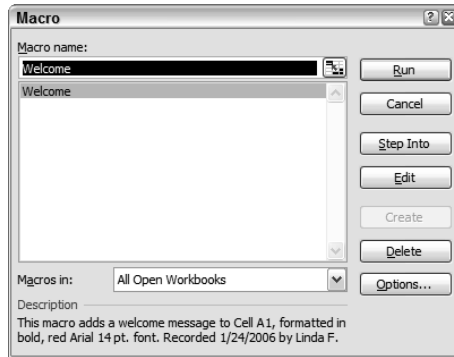 Macro
Macro name:
Welcome
Run
Welcome
Cancel
Step Into
Edit
Create
Delete
Macros in:
All Open Workbooks
Options...
Description
This macro adds a welcome message to Cell A1, formatted in
bold, red Arial 14 pt. font. Recorded 1/24/2006 by Linda F.